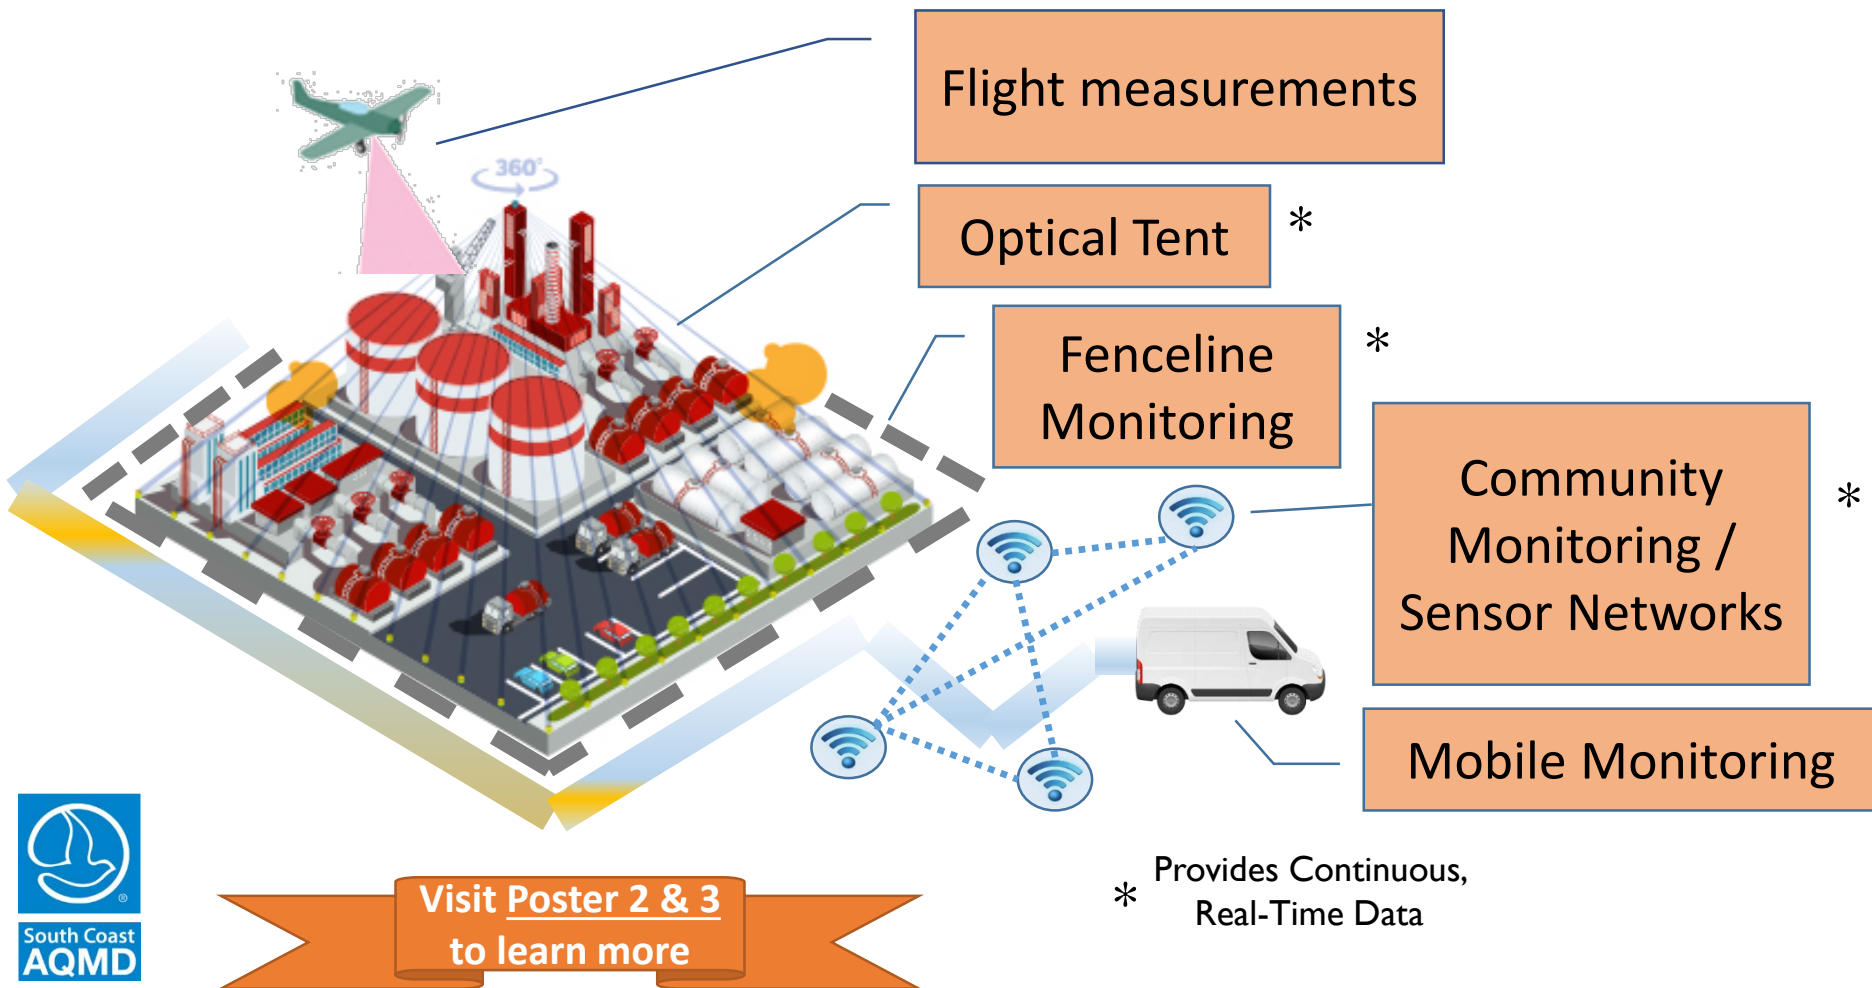 Flight measurements
360°
Optical Tent *
Fenceline *
Monitoring
Community
Monitoring / *
Sensor Networks
Mobile Monitoring
* Provides Continuous,
Real-Time Data
Visit Poster 2 & 3
to learn more
®
South Coast
AQMD